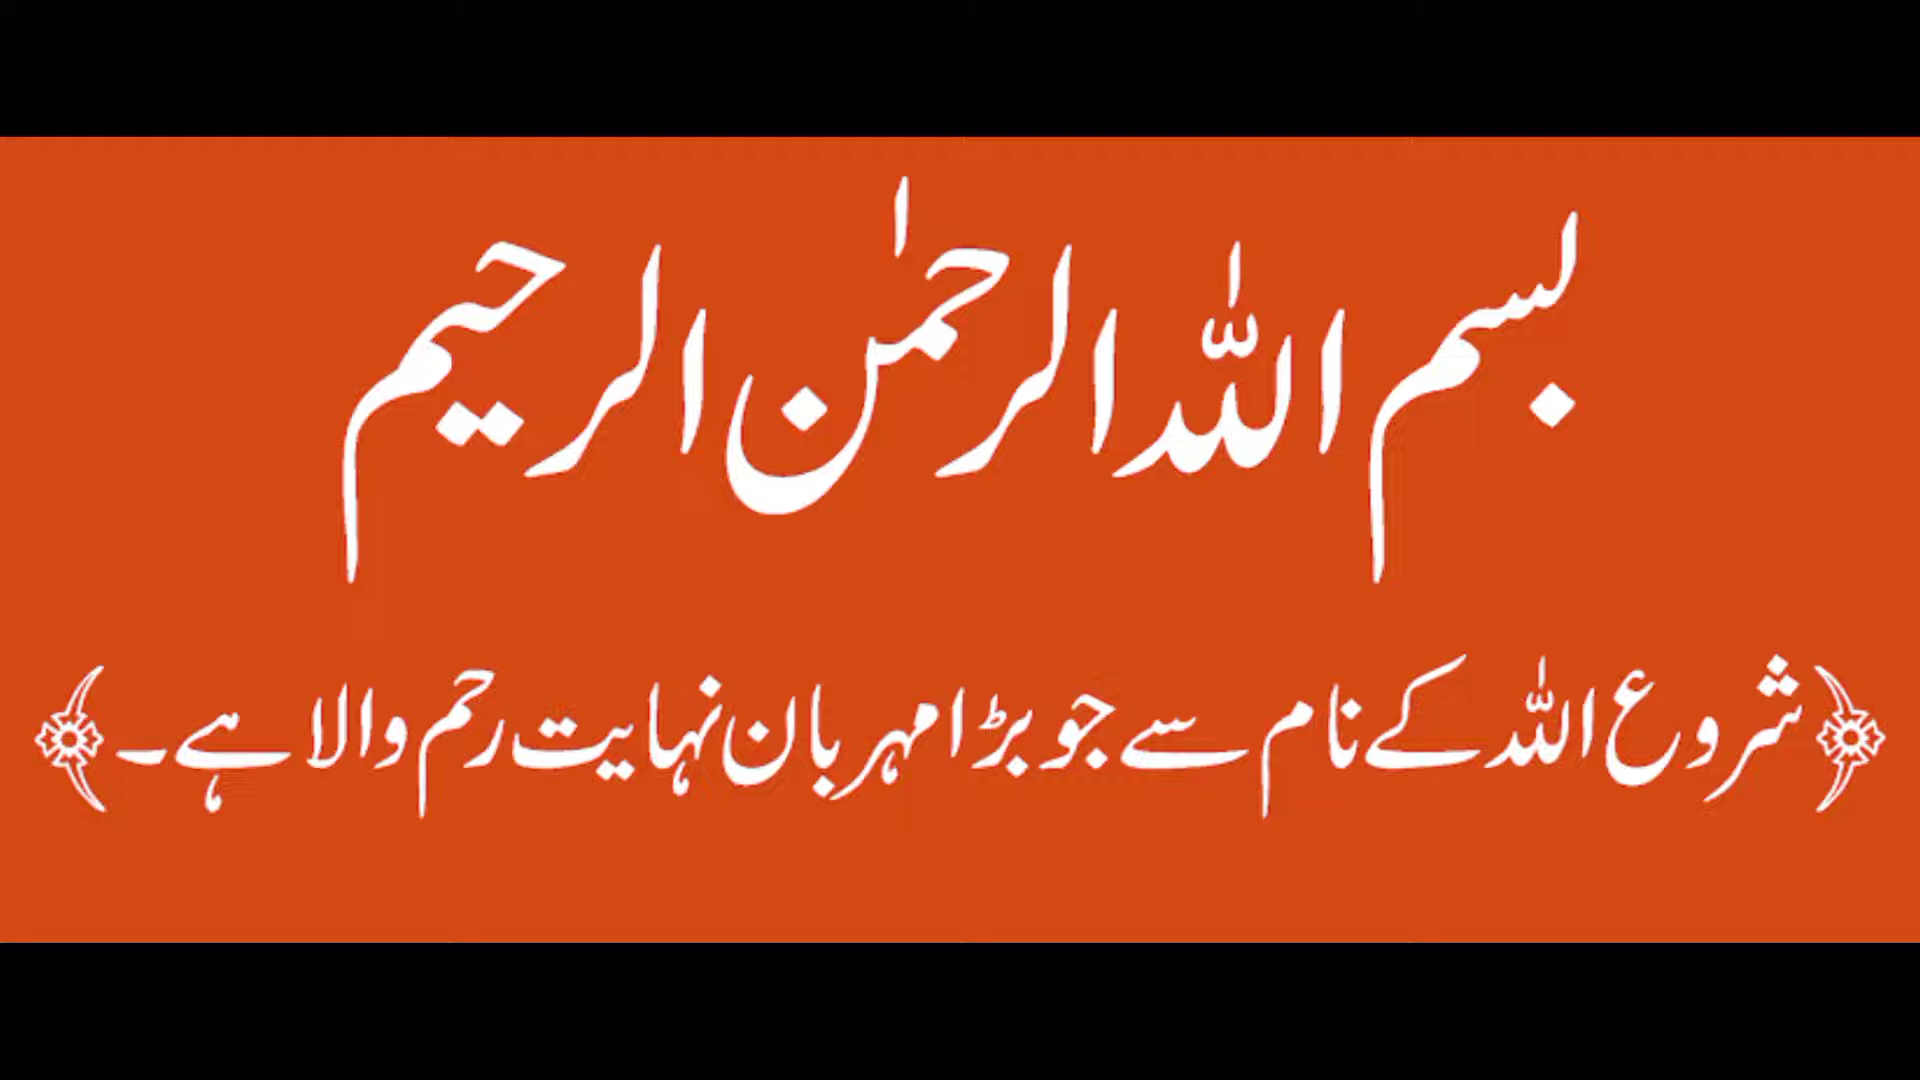 بسم اللہ الرحمٰن الرحیم
﴿شروع اللہ کے نام سے جو بڑا مہربان نہایت رحم والا ہے۔﴾